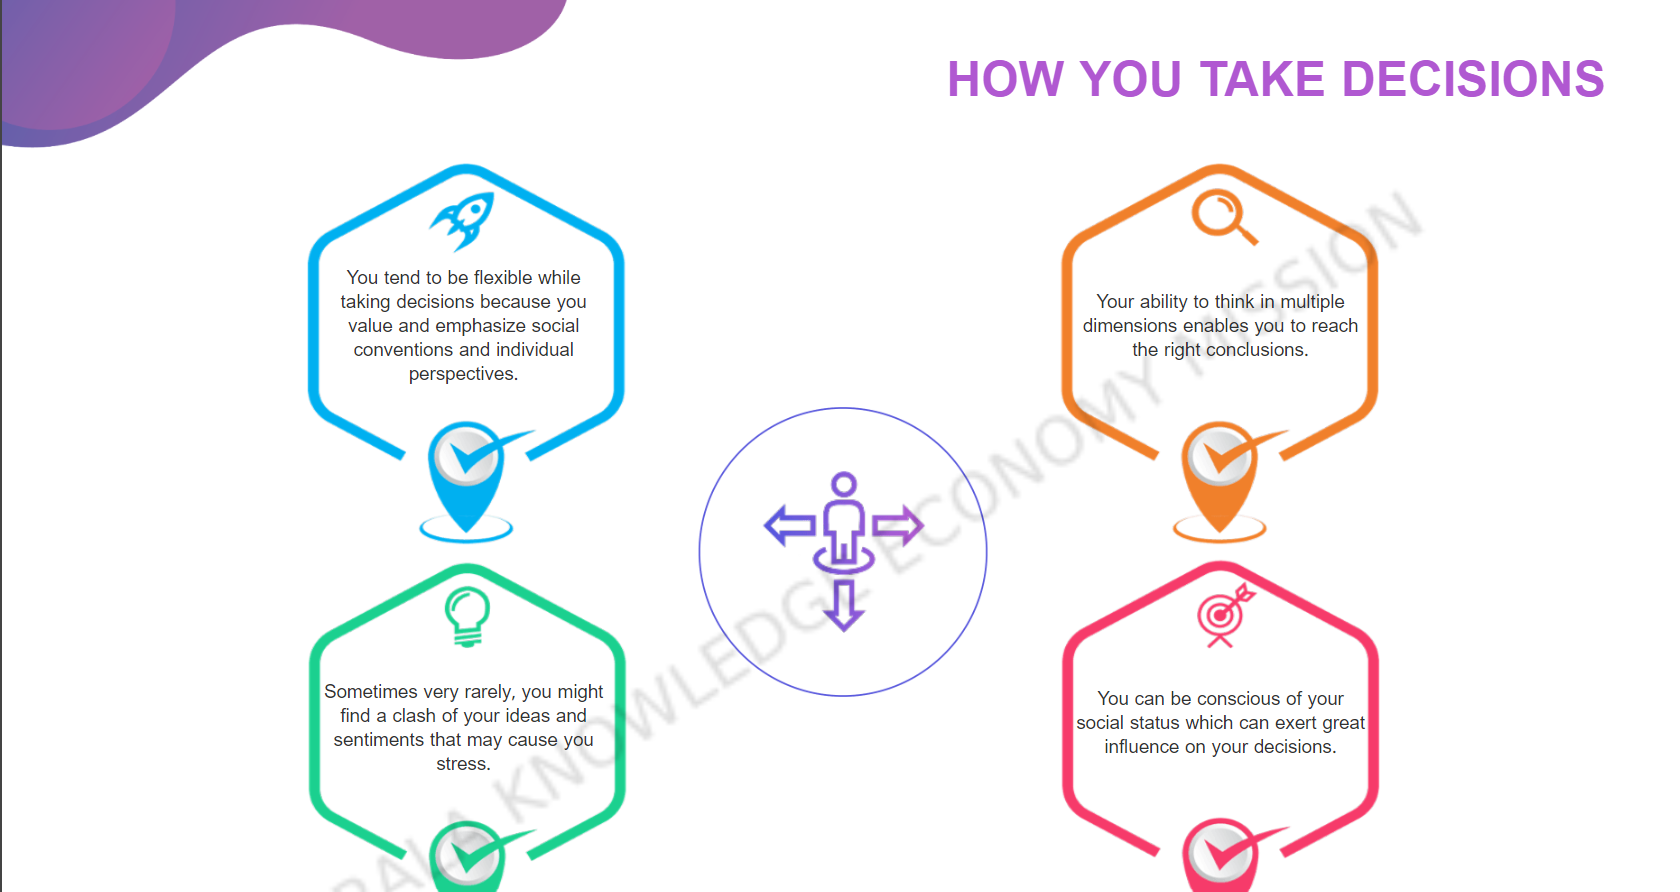 HOW YOU TAKE DECISIONS
You tend to be flexible while
taking decisions because you
value and emphasize social
conventions and individual
perspectives.
Your ability to think in multiple
dimensions enables you to reach
the right conclusions.
Sometimes very rarely, you might
find a clash of your ideas and
sentiments that may cause you
stress.
You can be conscious of your
social status which can exert great
influence on your decisions.
RALA KNOWLEDGE ECONOMY MISSION